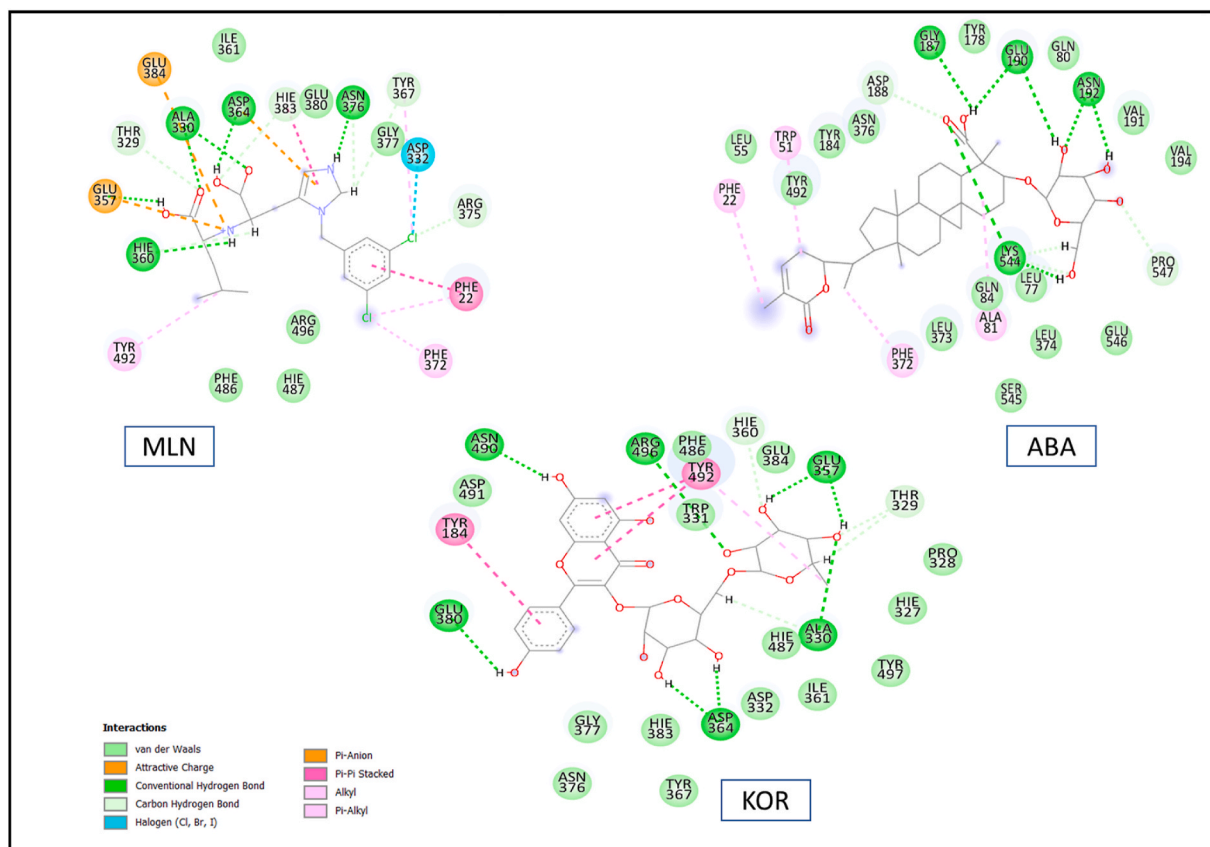 ILE
361
GLU
384
ALA
330
ASP
364
HIE
383
GLU
380
ASN
376
TYR
367
THR
329
GLY
377
ASP
332
GLU
357
ARG
375
HIE
360
PHE
22
TYR
492
ARG
496
PHE
372
PHE
486
HIE
487
N
H
O
H
O
O
H
O
N
H
H
N
H
H
N
Cl
Cl
MLN
GLY
187
TYR
178
GLU
190
GLN
80
ASN
192
ASP
188
VAL
191
ASN
376
TYR
184
LEU
55
TRP
51
VAL
194
PHE
22
TYR
492
LYS
544
PRO
547
GLN
84
LEU
77
ALA
81
LEU
373
PHE
372
LEU
374
GLU
546
SER
545
H
O
O
H
O
H
O
O
O
H
O
H
O
O
ABA
ASN
490
ARG
496
PHE
486
HIE
360
GLU
384
GLU
357
TYR
492
ASP
491
TRP
331
THR
329
TYR
184
PRO
328
GLU
380
HIE
327
HIE
487
ALA
330
TYR
497
ILE
361
ASP
332
ASP
364
HIE
383
GLY
377
ASN
376
TYR
367
H
O
O
O
O
O
H
O
O
O
H
O
O
H
O
H
O
O
H
O
H
O
H
KOR
Interactions
van der Waals
Attractive Charge
Conventional Hydrogen Bond
Carbon Hydrogen Bond
Halogen (Cl, Br, I)
Pi-Anion
Pi-Pi Stacked
Alkyl
Pi-Alkyl